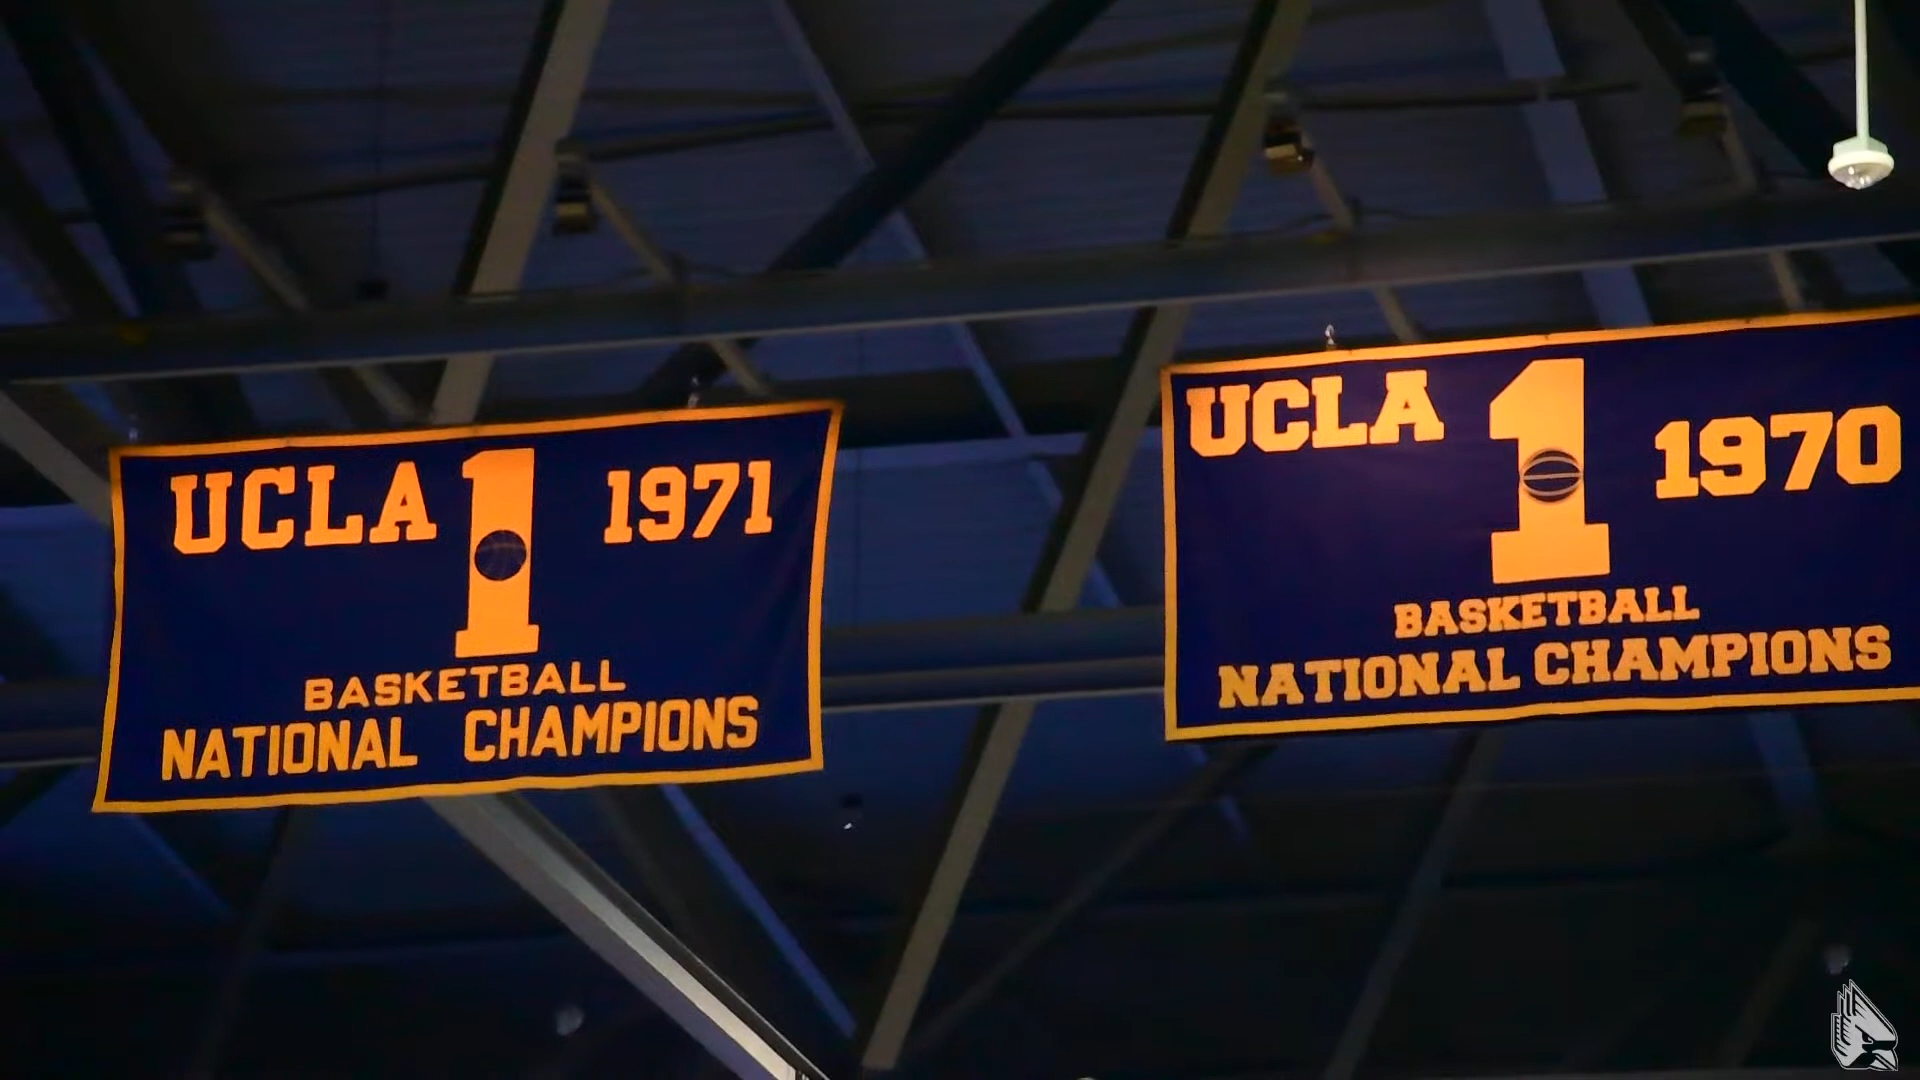 UCLA 1 1971
BASKETBALL
NATIONAL CHAMPIONS
UCLA 1 1970
BASKETBALL
NATIONAL CHAMPIONS